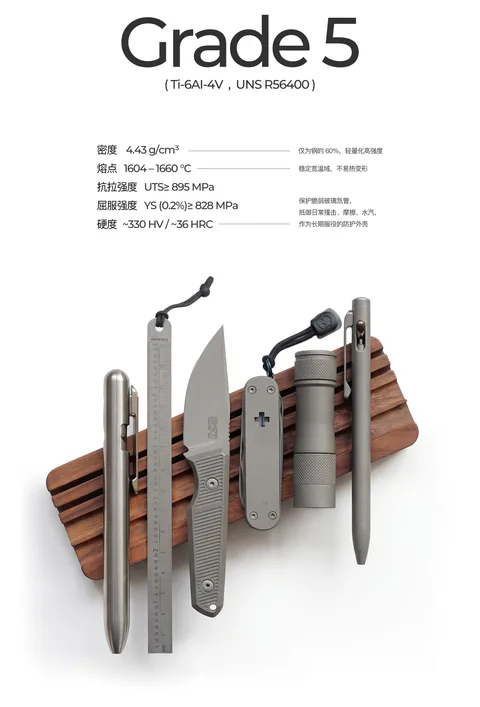 Grade 5
( Ti-6Al-4V , UNS R56400 )
密度 4.43 g/cm³ 仅为钢的 60%，轻量化高强度
熔点 1604 – 1660 °C 稳定宽温域，不易热变形
抗拉强度 UTS≥ 895 MPa
屈服强度 YS (0.2%)≥ 828 MPa
硬度 ~330 HV / ~36 HRC
保护脆弱玻璃氚管，
抵御日常撞击、摩擦、水汽，
作为长期服役的防护外壳